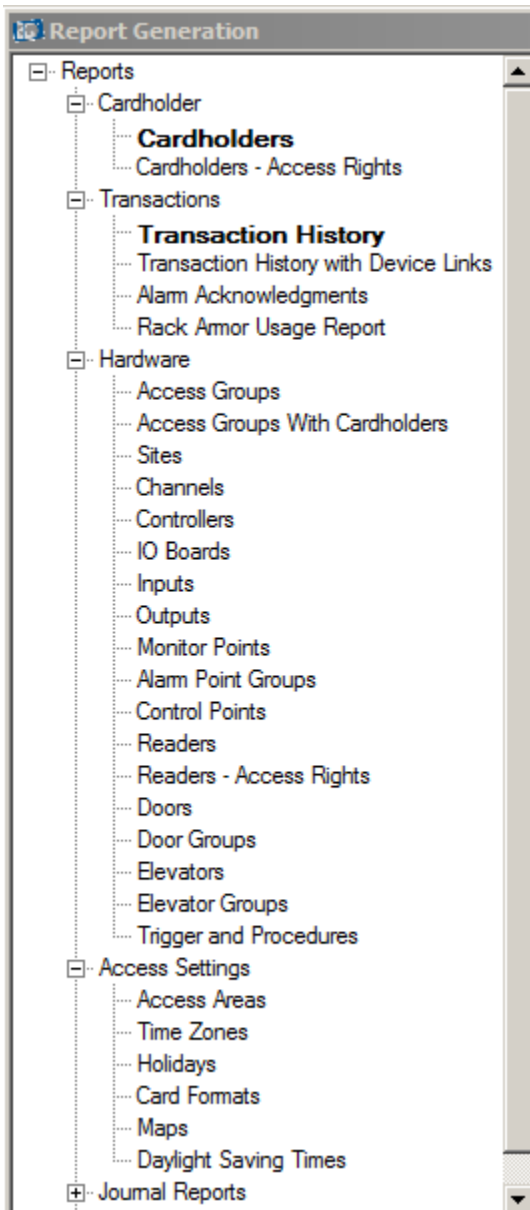 Report Generation
Reports
Cardholder
Cardholders
Cardholders - Access Rights
Transactions
Transaction History
Transaction History with Device Links
Alarm Acknowledgments
Rack Armor Usage Report
Hardware
Access Groups
Access Groups With Cardholders
Sites
Channels
Controllers
IO Boards
Inputs
Outputs
Monitor Points
Alarm Point Groups
Control Points
Readers
Readers - Access Rights
Doors
Door Groups
Elevators
Elevator Groups
Trigger and Procedures
Access Settings
Access Areas
Time Zones
Holidays
Card Formats
Maps
Daylight Saving Times
Journal Reports